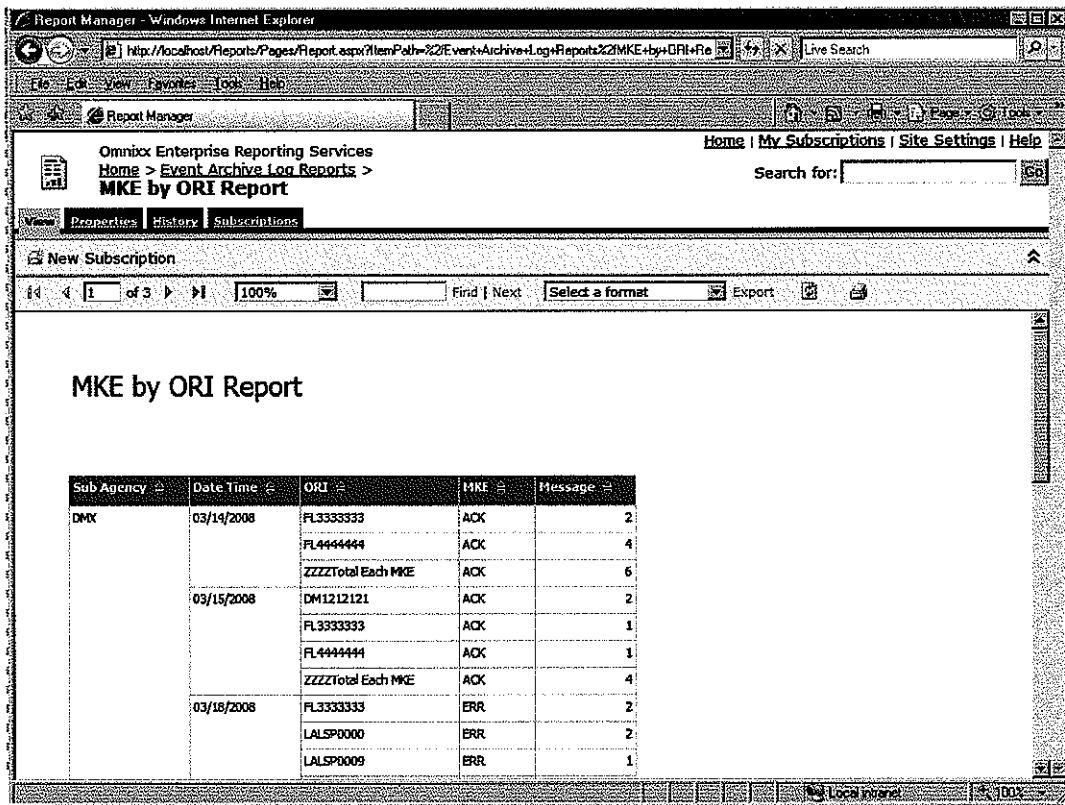 Report Manager - Windows Internet Explorer
http://localhost/Reports/Pages/Report.aspx?ItemPath=%2fEvent+Archive+Log+Reports%2fMKE+by+ORI+Re
Live Search
File Edit View Favorites Tools Help
Report Manager
Page Tools
Omnixx Enterprise Reporting Services
Home | My Subscriptions | Site Settings | Help
Home > Event Archive Log Reports >
MKE by ORI Report
Search for: Go
View Properties History Subscriptions
New Subscription
1 of 3 100% Find | Next Select a format Export
MKE by ORI Report
Sub Agency Date Time ORI MKE Message
DMX 03/14/2008 FL3333333 ACK 2
FL4444444 ACK 4
ZZZZTotal Each MKE ACK 6
03/15/2008 DM1212121 ACK 2
FL3333333 ACK 1
FL4444444 ACK 1
ZZZZTotal Each MKE ACK 4
03/18/2008 FL3333333 ERR 2
LALSP0000 ERR 2
LALSP0009 ERR 1
Local intranet 100%